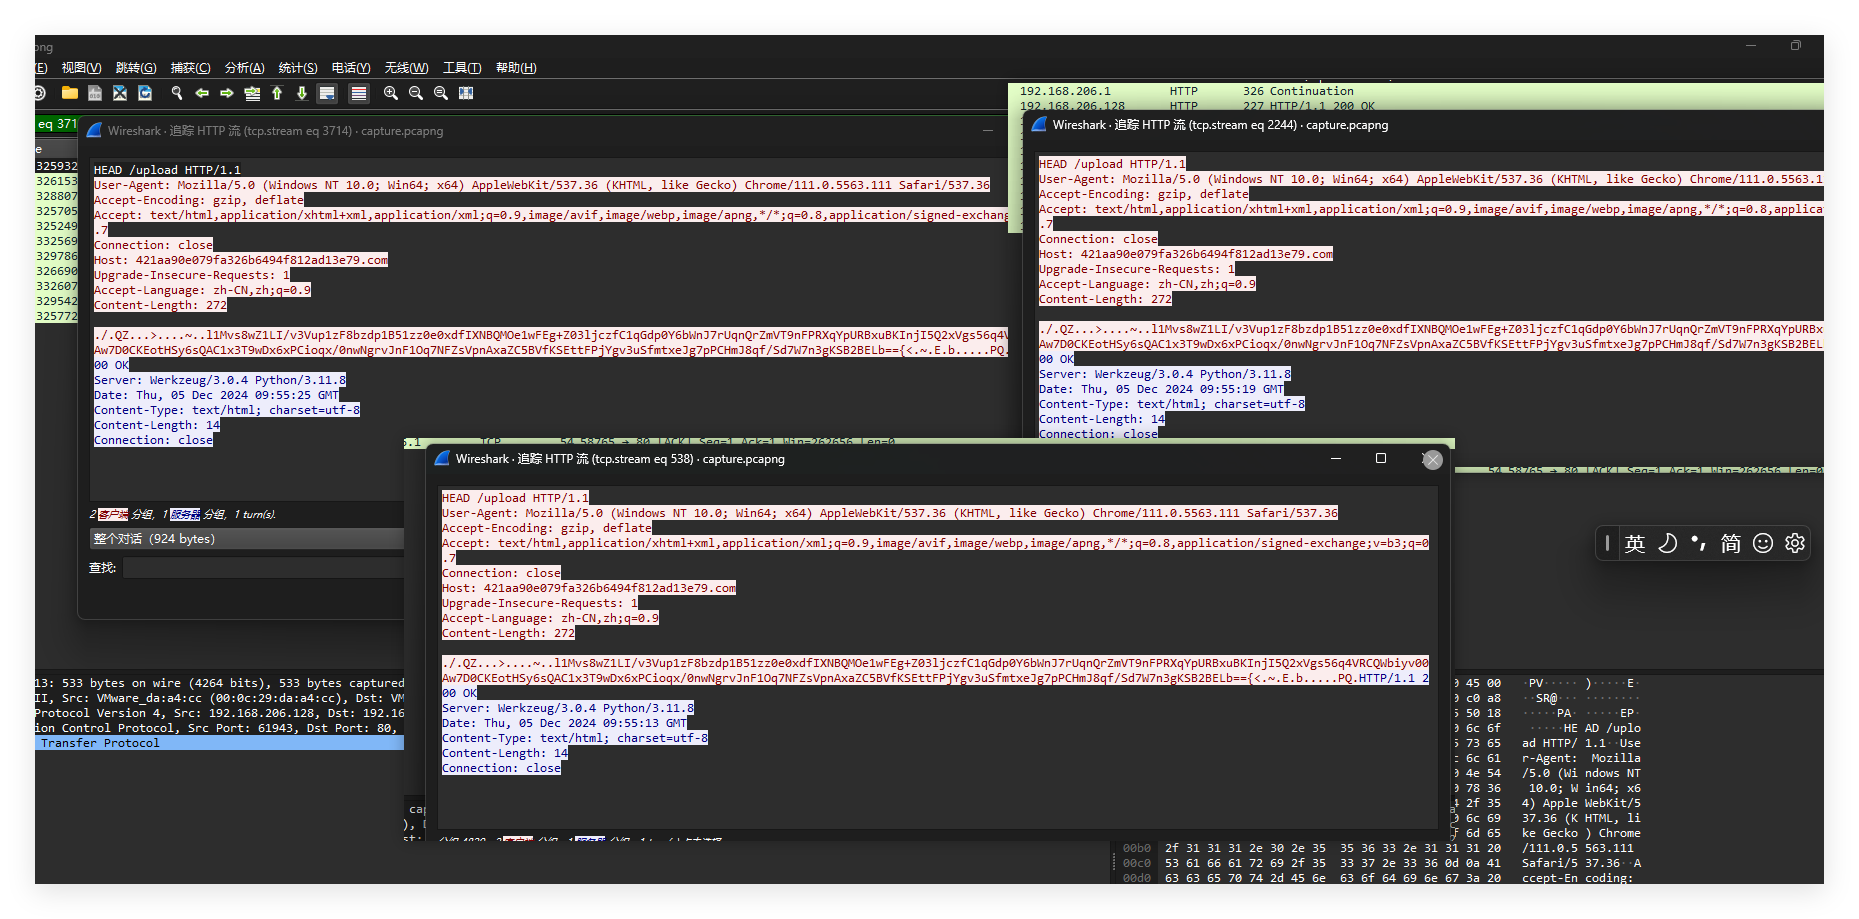 ong
(E) 视图(V) 跳转(G) 捕获(C) 分析(A) 统计(S) 电话(Y) 无线(W) 工具(T) 帮助(H)
eq 371
e
325932
326153
328807
325705
325249
332569
329786
326690
332607
329542
325772
Wireshark · 追踪 HTTP 流 (tcp.stream eq 3714) · capture.pcapng
HEAD /upload HTTP/1.1
User-Agent: Mozilla/5.0 (Windows NT 10.0; Win64; x64) AppleWebKit/537.36 (KHTML, like Gecko) Chrome/111.0.5563.111 Safari/537.36
Accept-Encoding: gzip, deflate
Accept: text/html,application/xhtml+xml,application/xml;q=0.9,image/avif,image/webp,image/apng,*/*;q=0.8,application/signed-exchang
.7
Connection: close
Host: 421aa90e079fa326b6494f812ad13e79.com
Upgrade-Insecure-Requests: 1
Accept-Language: zh-CN,zh;q=0.9
Content-Length: 272
./.QZ...>....~..l1Mvs8wZ1LI/v3Vup1zF8bzdp1B51zz0e0xdfIXNBQMOe1wFEg+Z03ljczfC1qGdp0Y6bWnJ7rUqnQrZmVT9nFPRXqYpURBxuBKInjI5Q2xVgs56q4V
Aw7D0CKEotHSy6sQAC1x3T9wDx6xPCioqx/0nwNgrvJnF1Oq7NFZsVpnAxaZC5BVfKSEttFPjYgv3uSfmtxeJg7pPCHmJ8qf/Sd7W7n3gKSB2BELb=={<.~.E.b.....PQ.
00 OK
Server: Werkzeug/3.0.4 Python/3.11.8
Date: Thu, 05 Dec 2024 09:55:25 GMT
Content-Type: text/html; charset=utf-8
Content-Length: 14
Connection: close
2 客户端 分组, 1 服务器 分组, 1 turn(s).
整个对话 (924 bytes)
查找:
192.168.206.1 HTTP 326 Continuation
192.168.206.128 HTTP 227 HTTP/1.1 200 OK
Wireshark · 追踪 HTTP 流 (tcp.stream eq 2244) · capture.pcapng
HEAD /upload HTTP/1.1
User-Agent: Mozilla/5.0 (Windows NT 10.0; Win64; x64) AppleWebKit/537.36 (KHTML, like Gecko) Chrome/111.0.5563.1
Accept-Encoding: gzip, deflate
Accept: text/html,application/xhtml+xml,application/xml;q=0.9,image/avif,image/webp,image/apng,*/*;q=0.8,applica
.7
Connection: close
Host: 421aa90e079fa326b6494f812ad13e79.com
Upgrade-Insecure-Requests: 1
Accept-Language: zh-CN,zh;q=0.9
Content-Length: 272
./.QZ...>....~..l1Mvs8wZ1LI/v3Vup1zF8bzdp1B51zz0e0xdfIXNBQMOe1wFEg+Z03ljczfC1qGdp0Y6bWnJ7rUqnQrZmVT9nFPRXqYpURBx
Aw7D0CKEotHSy6sQAC1x3T9wDx6xPCioqx/0nwNgrvJnF1Oq7NFZsVpnAxaZC5BVfKSEttFPjYgv3uSfmtxeJg7pPCHmJ8qf/Sd7W7n3gKSB2BEL
00 OK
Server: Werkzeug/3.0.4 Python/3.11.8
Date: Thu, 05 Dec 2024 09:55:19 GMT
Content-Type: text/html; charset=utf-8
Content-Length: 14
Connection: close
5.1 TCP 54 58765 → 80 [ACK] Seq=1 Ack=1 Win=262656 Len=0
54 58765 → 80 [ACK] Seq=1 Ack=1 Win=262656 Len=0
Wireshark · 追踪 HTTP 流 (tcp.stream eq 538) · capture.pcapng
HEAD /upload HTTP/1.1
User-Agent: Mozilla/5.0 (Windows NT 10.0; Win64; x64) AppleWebKit/537.36 (KHTML, like Gecko) Chrome/111.0.5563.111 Safari/537.36
Accept-Encoding: gzip, deflate
Accept: text/html,application/xhtml+xml,application/xml;q=0.9,image/avif,image/webp,image/apng,*/*;q=0.8,application/signed-exchange;v=b3;q=0
.7
Connection: close
Host: 421aa90e079fa326b6494f812ad13e79.com
Upgrade-Insecure-Requests: 1
Accept-Language: zh-CN,zh;q=0.9
Content-Length: 272
./.QZ...>....~..l1Mvs8wZ1LI/v3Vup1zF8bzdp1B51zz0e0xdfIXNBQMOe1wFEg+Z03ljczfC1qGdp0Y6bWnJ7rUqnQrZmVT9nFPRXqYpURBxuBKInjI5Q2xVgs56q4VRCQWbiyv00
Aw7D0CKEotHSy6sQAC1x3T9wDx6xPCioqx/0nwNgrvJnF1Oq7NFZsVpnAxaZC5BVfKSEttFPjYgv3uSfmtxeJg7pPCHmJ8qf/Sd7W7n3gKSB2BELb=={<.~.E.b.....PQ.HTTP/1.1 2
00 OK
Server: Werkzeug/3.0.4 Python/3.11.8
Date: Thu, 05 Dec 2024 09:55:13 GMT
Content-Type: text/html; charset=utf-8
Content-Length: 14
Connection: close
英 简
13: 533 bytes on wire (4264 bits), 533 bytes captured
II, Src: VMware_da:a4:cc (00:0c:29:da:a4:cc), Dst: VM
Protocol Version 4, Src: 192.168.206.128, Dst: 192.16
ion Control Protocol, Src Port: 61943, Dst Port: 80,
Transfer Protocol
cap
), D
st:
0 45 00 ·PV····· )·····E·
0 c0 a8 ··SR@··· ········
5 50 18 ·····PA· ·····EP·
0 6c 6f ·····HE AD /uplo
73 65 ad HTTP/ 1.1··Use
6c 61 r-Agent: Mozilla
0 4e 54 /5.0 (Wi ndows NT
0 78 36 10.0; W in64; x6
2f 35 4) Apple WebKit/5
0 6c 69 37.36 (K HTML, li
f 6d 65 ke Gecko ) Chrome
00b0 2f 31 31 31 2e 30 2e 35 35 36 33 2e 31 31 31 20 /111.0.5 563.111
00c0 53 61 66 61 72 69 2f 35 33 37 2e 33 36 0d 0a 41 Safari/5 37.36··A
00d0 63 63 65 70 74 2d 45 6e 63 6f 64 69 6e 67 3a 20 ccept-En coding: